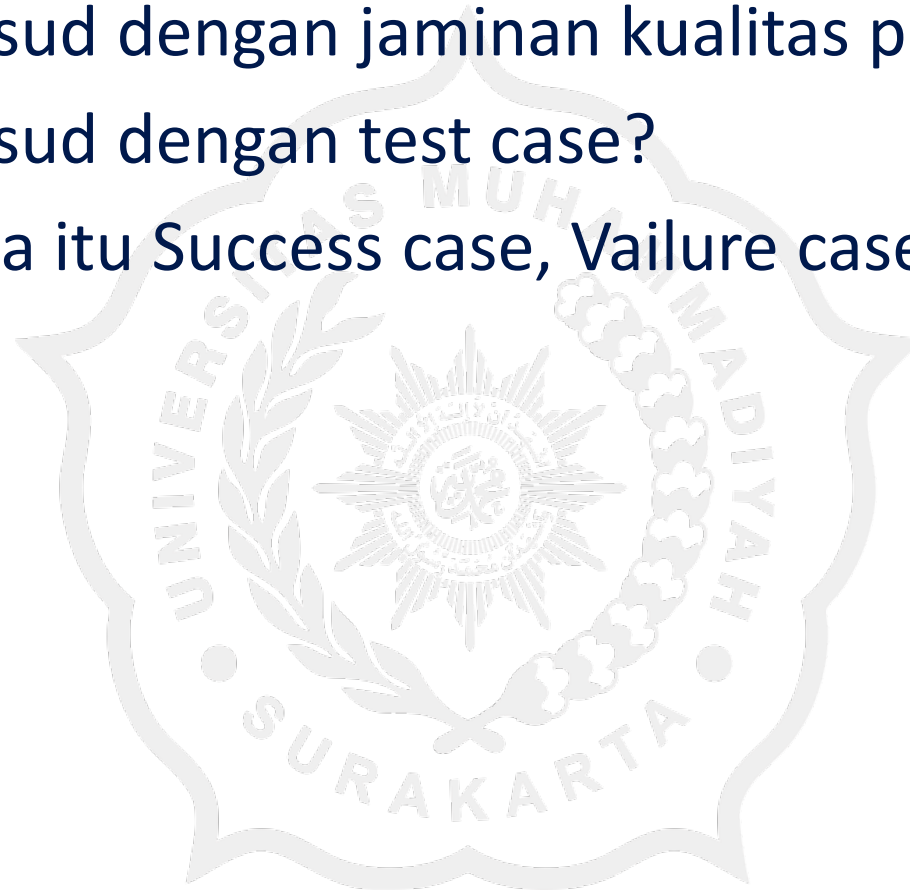 sud dengan jaminan kualitas p
sud dengan test case?
a itu Success case, Vailure case
UNIVERSITAS MUHAMMADIYAH
SURAKARTA